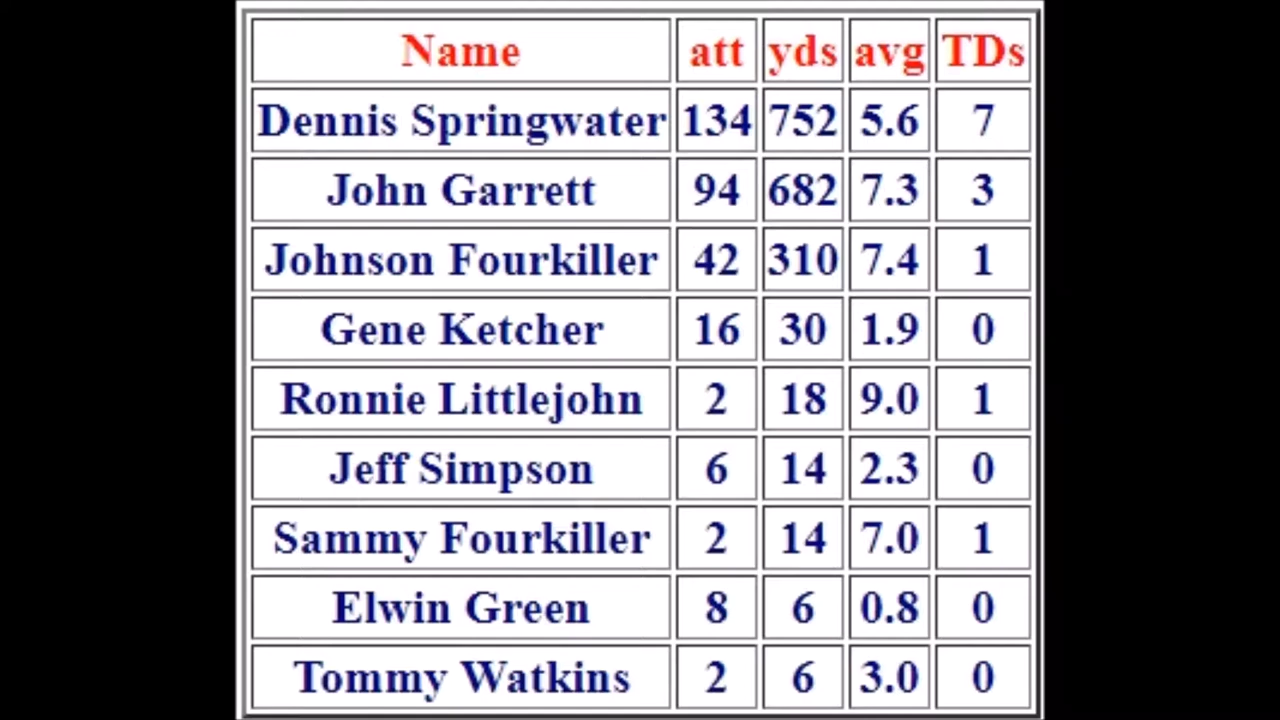 Name att yds avg TDs
Dennis Springwater 134 752 5.6 7
John Garrett 94 682 7.3 3
Johnson Fourkiller 42 310 7.4 1
Gene Ketcher 16 30 1.9 0
Ronnie Littlejohn 2 18 9.0 1
Jeff Simpson 6 14 2.3 0
Sammy Fourkiller 2 14 7.0 1
Elwin Green 8 6 0.8 0
Tommy Watkins 2 6 3.0 0